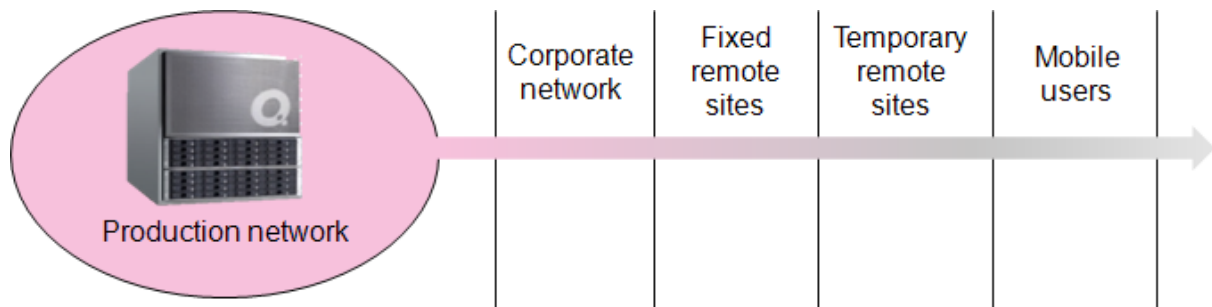 Production network
Corporate
network
Fixed
remote
sites
Temporary
remote
sites
Mobile
users